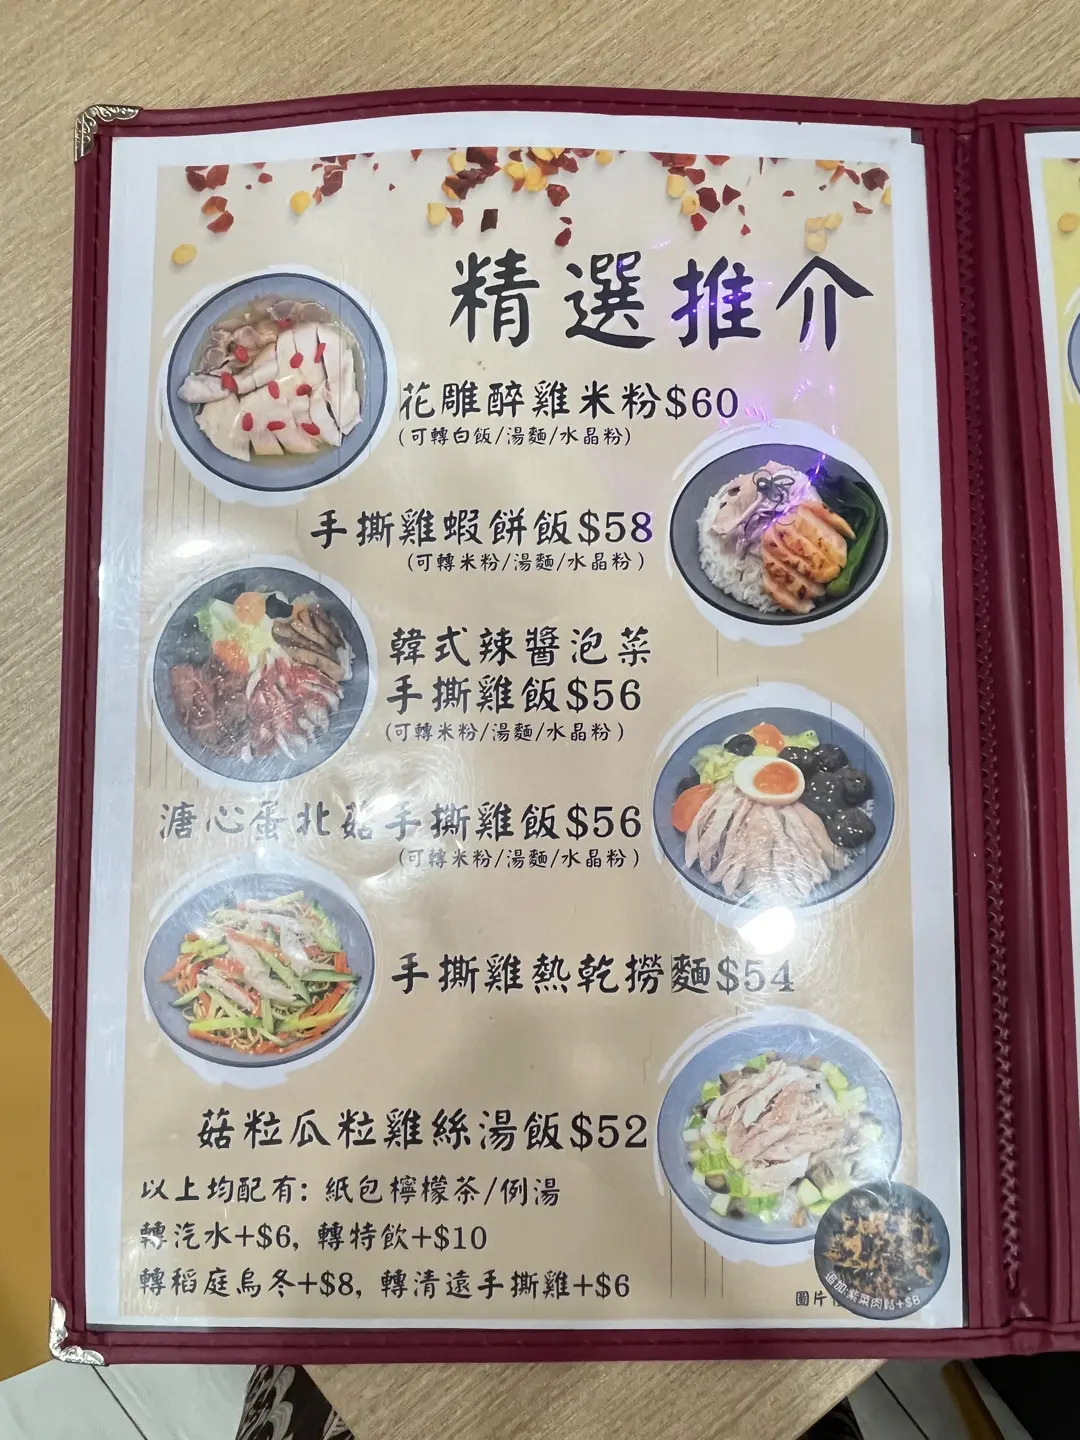 精選推介
花雕醉雞米粉$60
(可轉白飯/湯麵/水晶粉)
手撕雞蝦餅飯$58
(可轉米粉/湯麵/水晶粉)
韓式辣醬泡菜
手撕雞飯$56
(可轉米粉/湯麵/水晶粉)
溏心蛋北菇手撕雞飯$56
(可轉米粉/湯麵/水晶粉)
手撕雞熱乾撈麵$54
菇粒瓜粒雞絲湯飯$52
以上均配有: 紙包檸檬茶/例湯
轉汽水+$6, 轉特飲+$10
轉稻庭烏冬+$8, 轉清遠手撕雞+$6
圖片
追加:紫菜肉鬆+$8